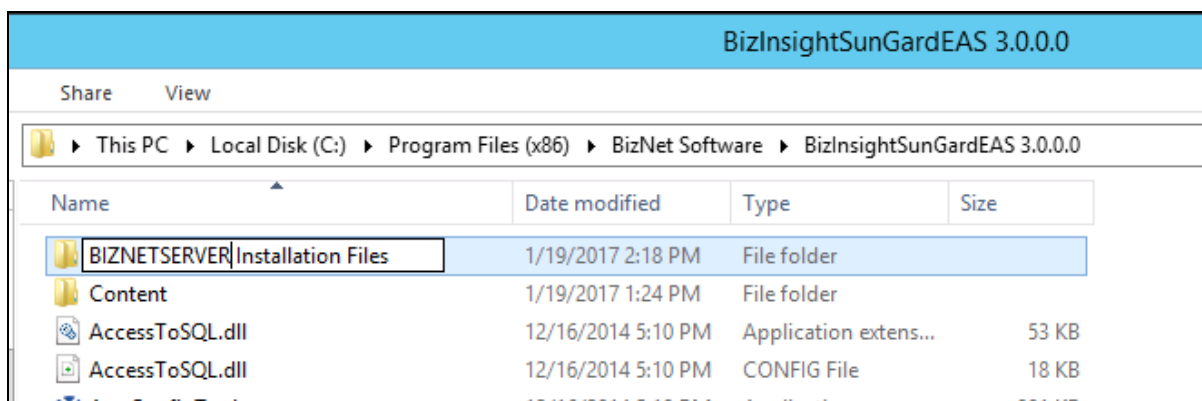 BizInsightSunGardEAS 3.0.0.0
Share View
This PC Local Disk (C:) Program Files (x86) BizNet Software BizInsightSunGardEAS 3.0.0.0
Name Date modified Type Size
BIZNETSERVER Installation Files 1/19/2017 2:18 PM File folder
Content 1/19/2017 1:24 PM File folder
AccessToSQL.dll 12/16/2014 5:10 PM Application extens... 53 KB
AccessToSQL.dll 12/16/2014 5:10 PM CONFIG File 18 KB